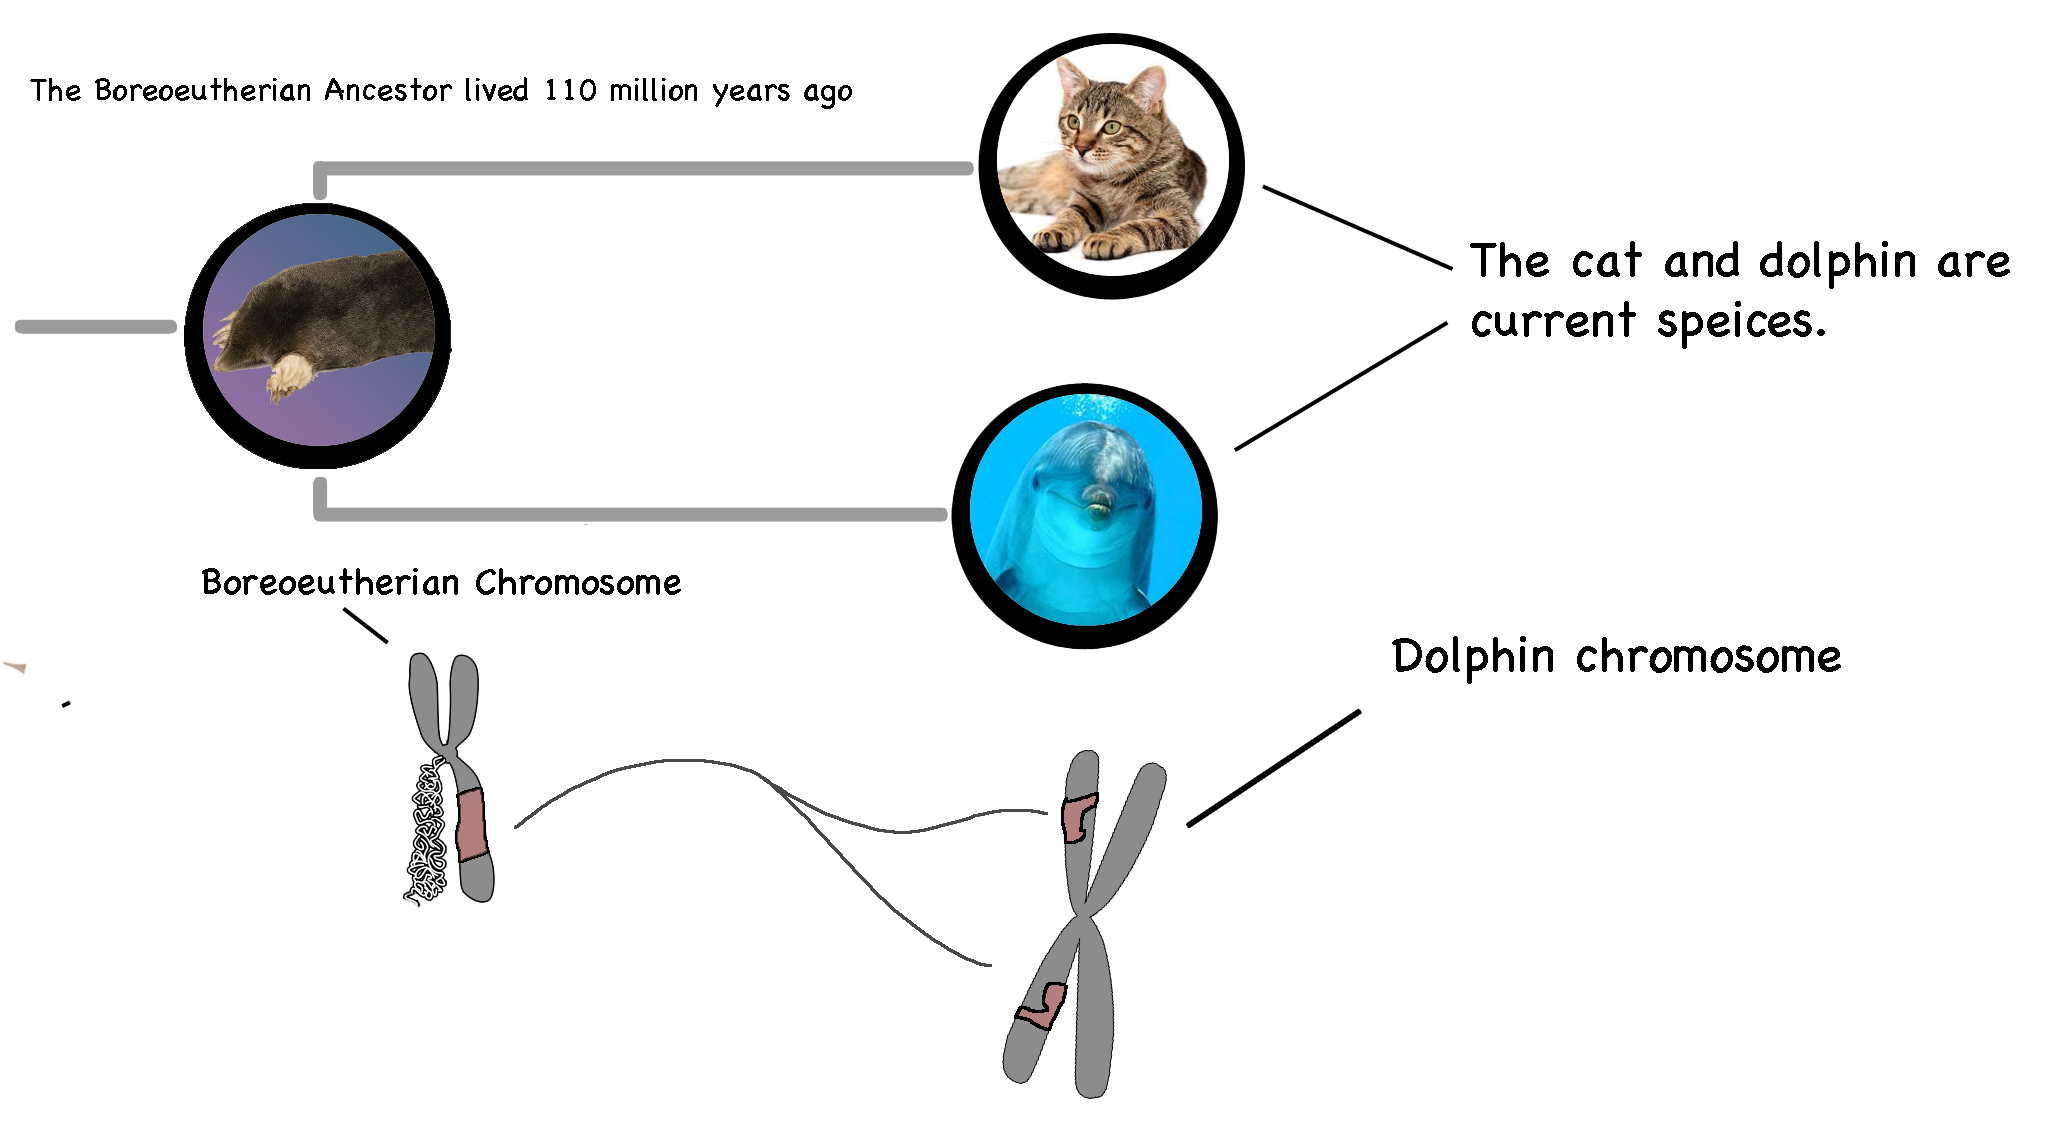 The Boreoeutherian Ancestor lived 110 million years ago
The cat and dolphin are
current speices.
Boreoeutherian Chromosome
Dolphin chromosome